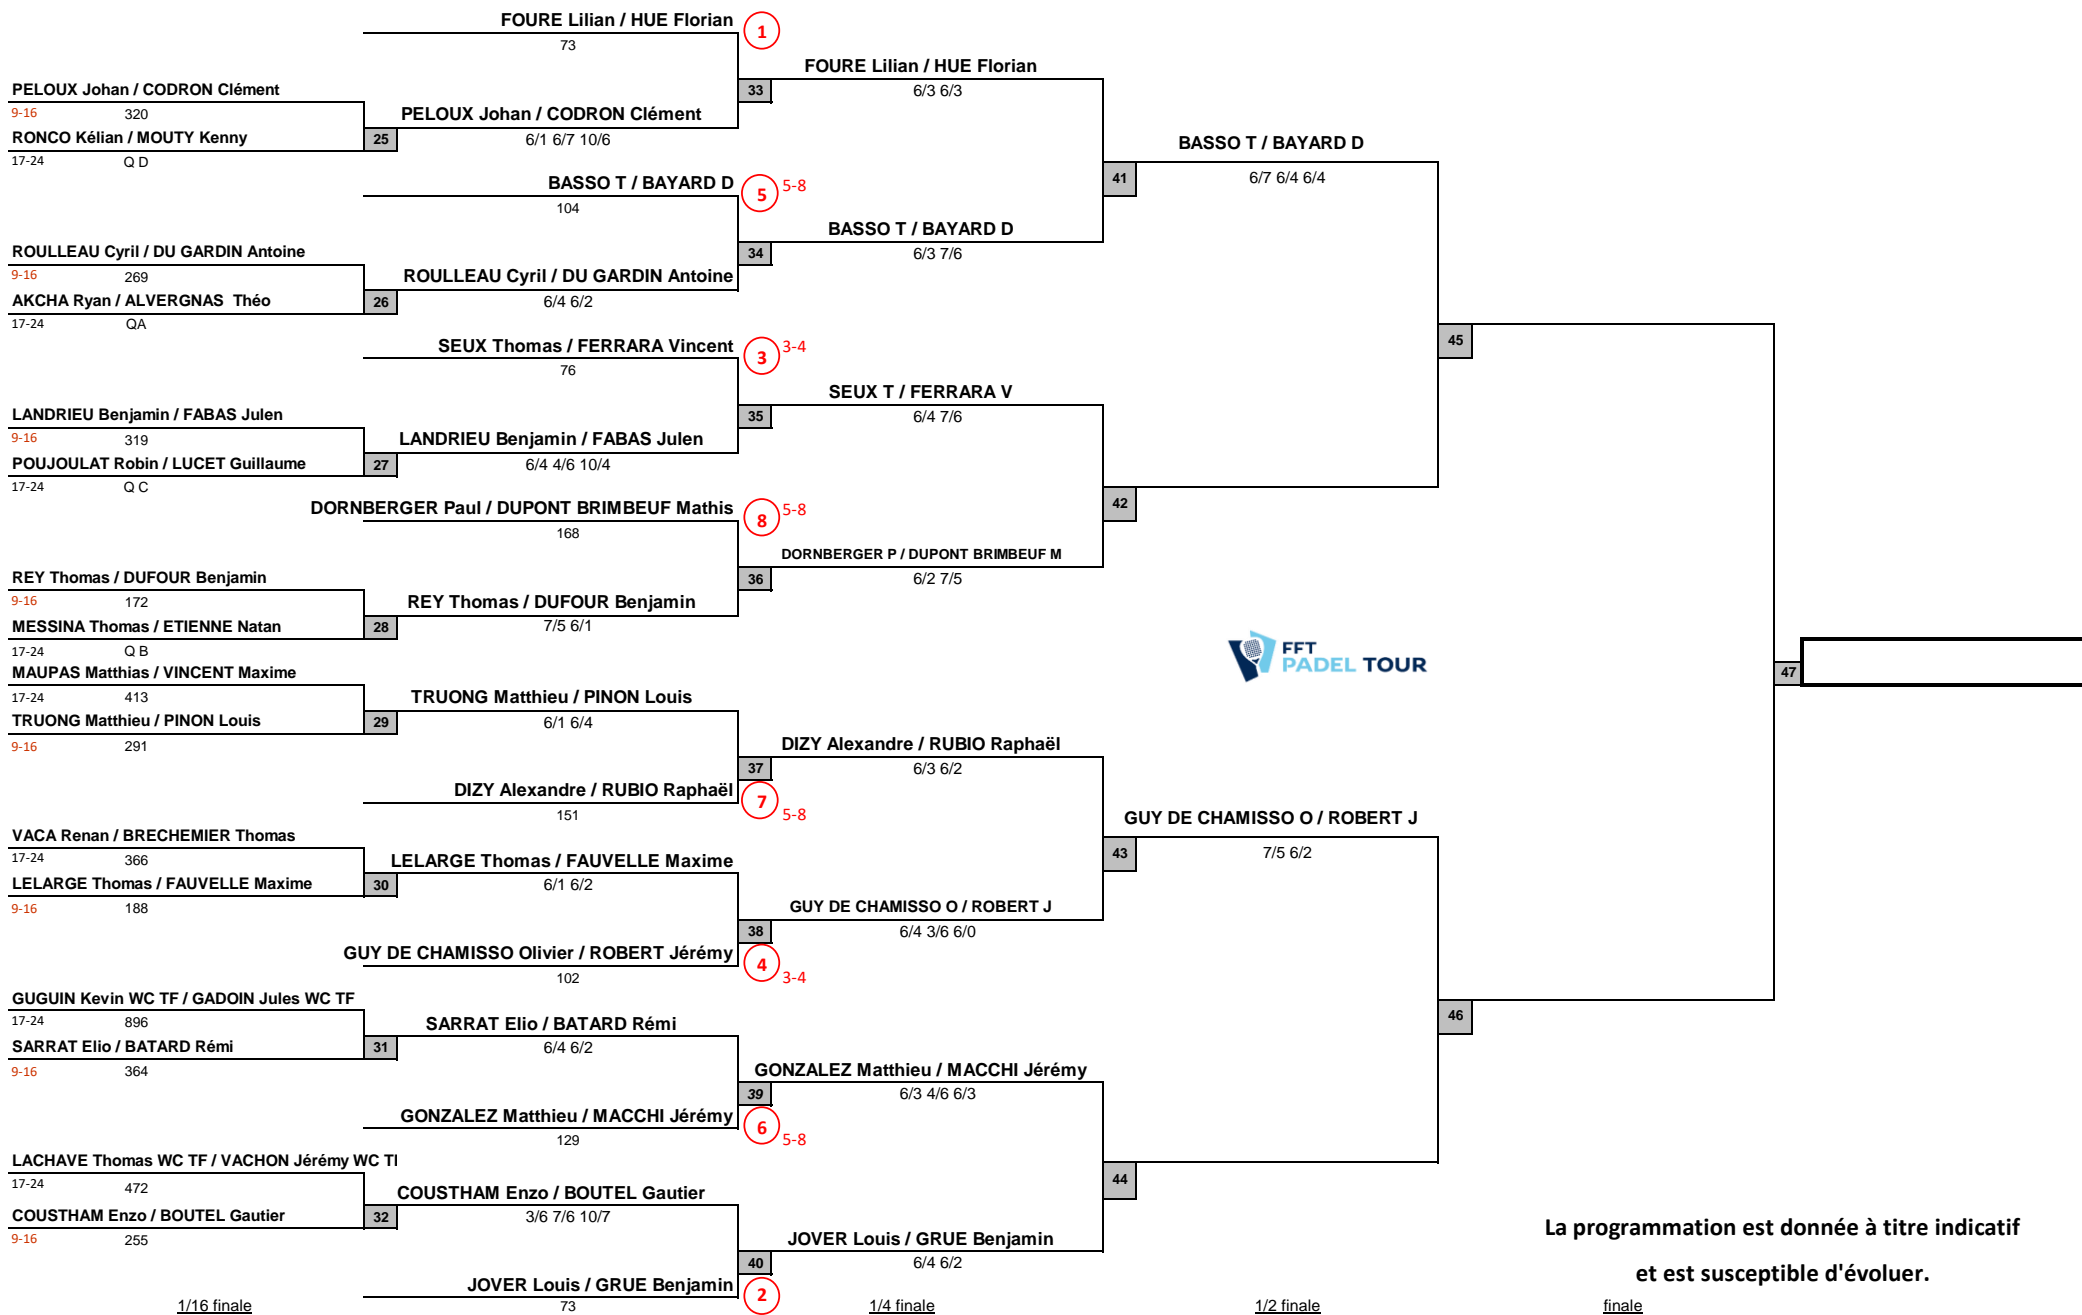 FOURE Lilian / HUE Florian
1
73
FOURE Lilian / HUE Florian
PELOUX Johan / CODRON Clément
33
6/3 6/3
9-16 320
PELOUX Johan / CODRON Clément
RONCO Kélian / MOUTY Kenny
25
6/1 6/7 10/6
BASSO T / BAYARD D
17-24 Q D
BASSO T / BAYARD D
5
5-8
41
6/7 6/4 6/4
104
BASSO T / BAYARD D
ROULLEAU Cyril / DU GARDIN Antoine
34
6/3 7/6
9-16 269
ROULLEAU Cyril / DU GARDIN Antoine
AKCHA Ryan / ALVERGNAS Théo
26
6/4 6/2
17-24 QA
SEUX Thomas / FERRARA Vincent
3
3-4
45
76
SEUX T / FERRARA V
LANDRIEU Benjamin / FABAS Julen
35
6/4 7/6
9-16 319
LANDRIEU Benjamin / FABAS Julen
POUJOULAT Robin / LUCET Guillaume
27
6/4 4/6 10/4
17-24 Q C
DORNBERGER Paul / DUPONT BRIMBEUF Mathis
8
5-8
42
168
DORNBERGER P / DUPONT BRIMBEUF M
REY Thomas / DUFOUR Benjamin
36
6/2 7/5
9-16 172
REY Thomas / DUFOUR Benjamin
MESSINA Thomas / ETIENNE Natan
28
7/5 6/1
17-24 Q B
FFT
PADEL TOUR
47
MAUPAS Matthias / VINCENT Maxime
17-24 413
TRUONG Matthieu / PINON Louis
TRUONG Matthieu / PINON Louis
29
6/1 6/4
9-16 291
DIZY Alexandre / RUBIO Raphaël
37
6/3 6/2
DIZY Alexandre / RUBIO Raphaël
7
5-8
151
GUY DE CHAMISSO O / ROBERT J
VACA Renan / BRECHEMIER Thomas
43
7/5 6/2
17-24 366
LELARGE Thomas / FAUVELLE Maxime
LELARGE Thomas / FAUVELLE Maxime
30
6/1 6/2
9-16 188
GUY DE CHAMISSO O / ROBERT J
38
6/4 3/6 6/0
GUY DE CHAMISSO Olivier / ROBERT Jérémy
4
3-4
102
GUGUIN Kevin WC TF / GADOIN Jules WC TF
46
17-24 896
SARRAT Elio / BATARD Rémi
SARRAT Elio / BATARD Rémi
31
6/4 6/2
9-16 364
GONZALEZ Matthieu / MACCHI Jérémy
39
6/3 4/6 6/3
GONZALEZ Matthieu / MACCHI Jérémy
6
5-8
129
LACHAVE Thomas WC TF / VACHON Jérémy WC TI
44
17-24 472
COUSTHAM Enzo / BOUTEL Gautier
COUSTHAM Enzo / BOUTEL Gautier
32
3/6 7/6 10/7
9-16 255
JOVER Louis / GRUE Benjamin
40
6/4 6/2
La programmation est donnée à titre indicatif
et est susceptible d'évoluer.
JOVER Louis / GRUE Benjamin
2
73
1/16 finale
1/4 finale
1/2 finale
finale